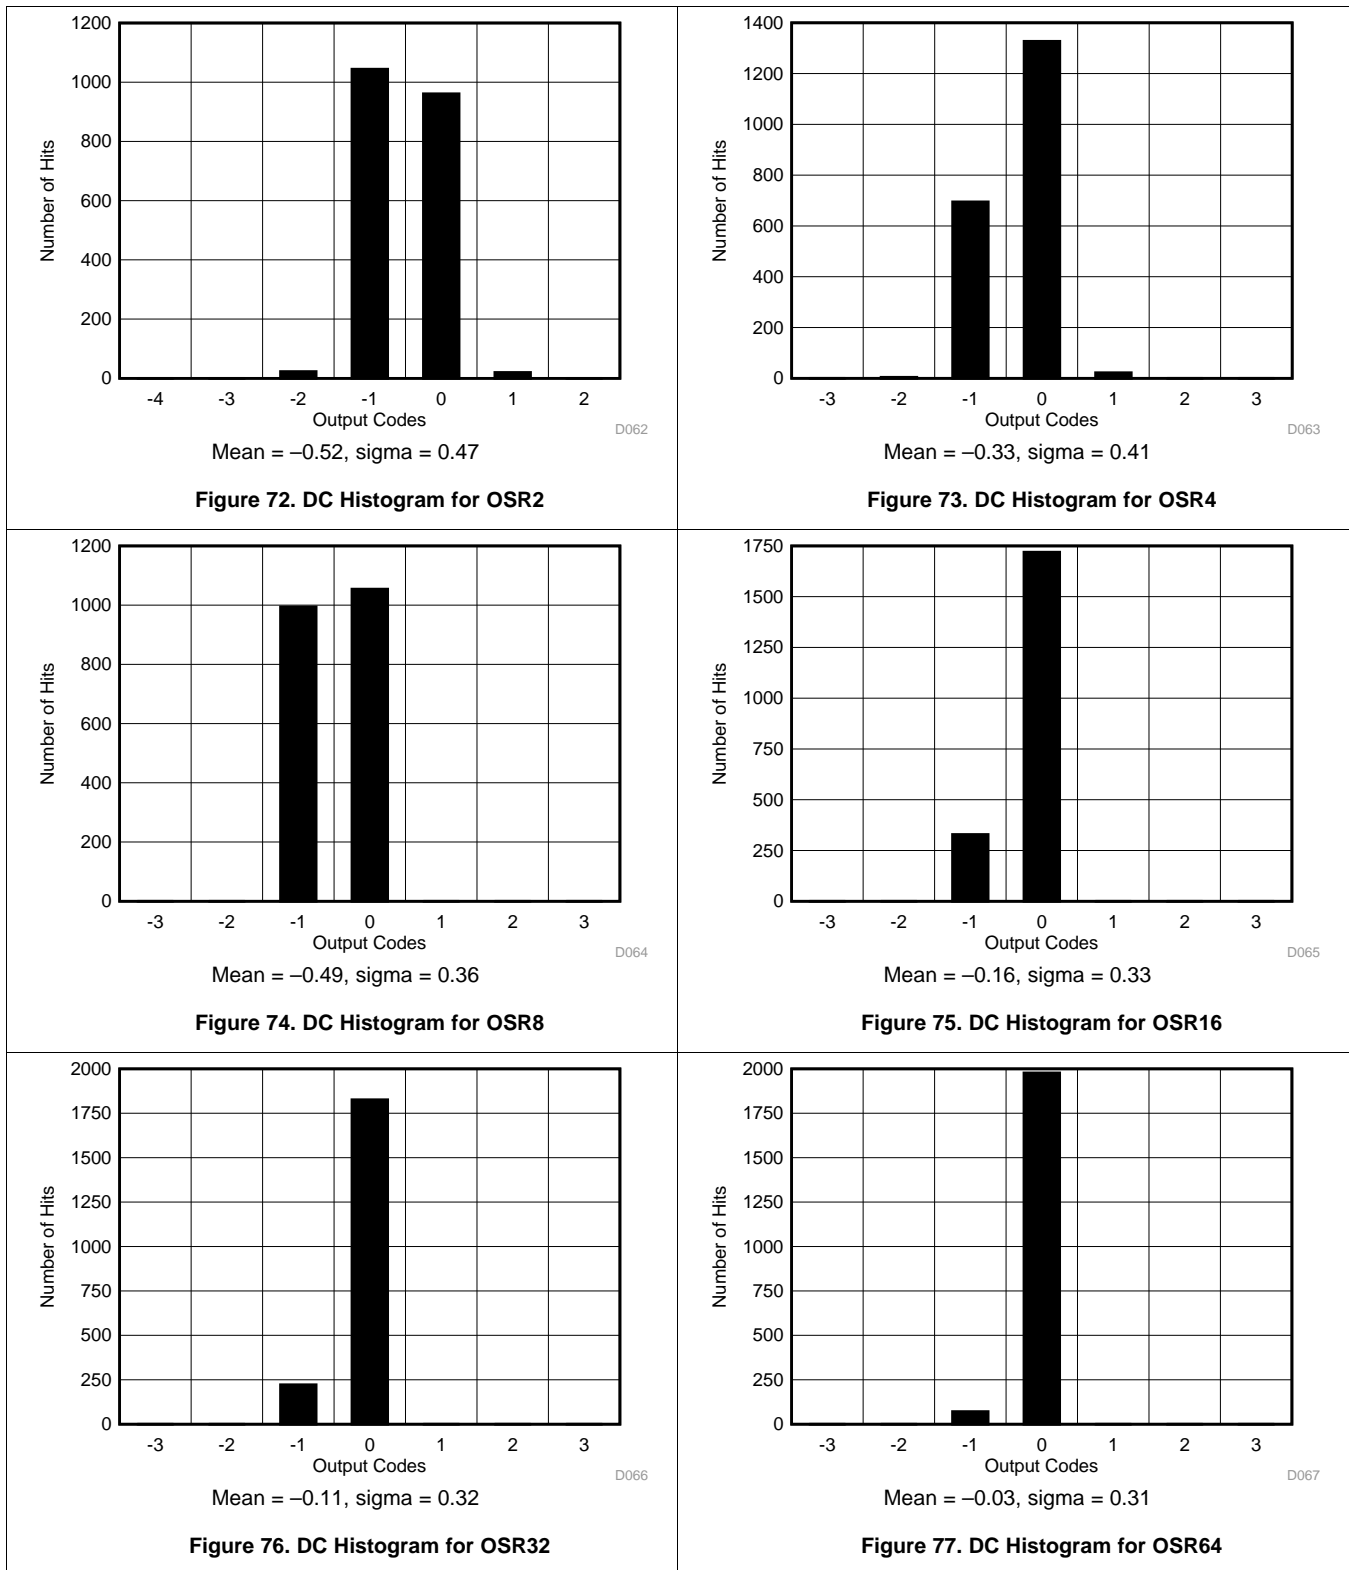 1200
1000
800
600
400
200
0
Number of Hits
-4 -3 -2 -1 0 1 2
Output Codes
D062
Mean = –0.52, sigma = 0.47
Figure 72. DC Histogram for OSR2
1400
1200
1000
800
600
400
200
0
Number of Hits
-3 -2 -1 0 1 2 3
Output Codes
D063
Mean = –0.33, sigma = 0.41
Figure 73. DC Histogram for OSR4
1200
1000
800
600
400
200
0
Number of Hits
-3 -2 -1 0 1 2 3
Output Codes
D064
Mean = –0.49, sigma = 0.36
Figure 74. DC Histogram for OSR8
1750
1500
1250
1000
750
500
250
0
Number of Hits
-3 -2 -1 0 1 2 3
Output Codes
D065
Mean = –0.16, sigma = 0.33
Figure 75. DC Histogram for OSR16
2000
1750
1500
1250
1000
750
500
250
0
Number of Hits
-3 -2 -1 0 1 2 3
Output Codes
D066
Mean = –0.11, sigma = 0.32
Figure 76. DC Histogram for OSR32
2000
1750
1500
1250
1000
750
500
250
0
Number of Hits
-3 -2 -1 0 1 2 3
Output Codes
D067
Mean = –0.03, sigma = 0.31
Figure 77. DC Histogram for OSR64